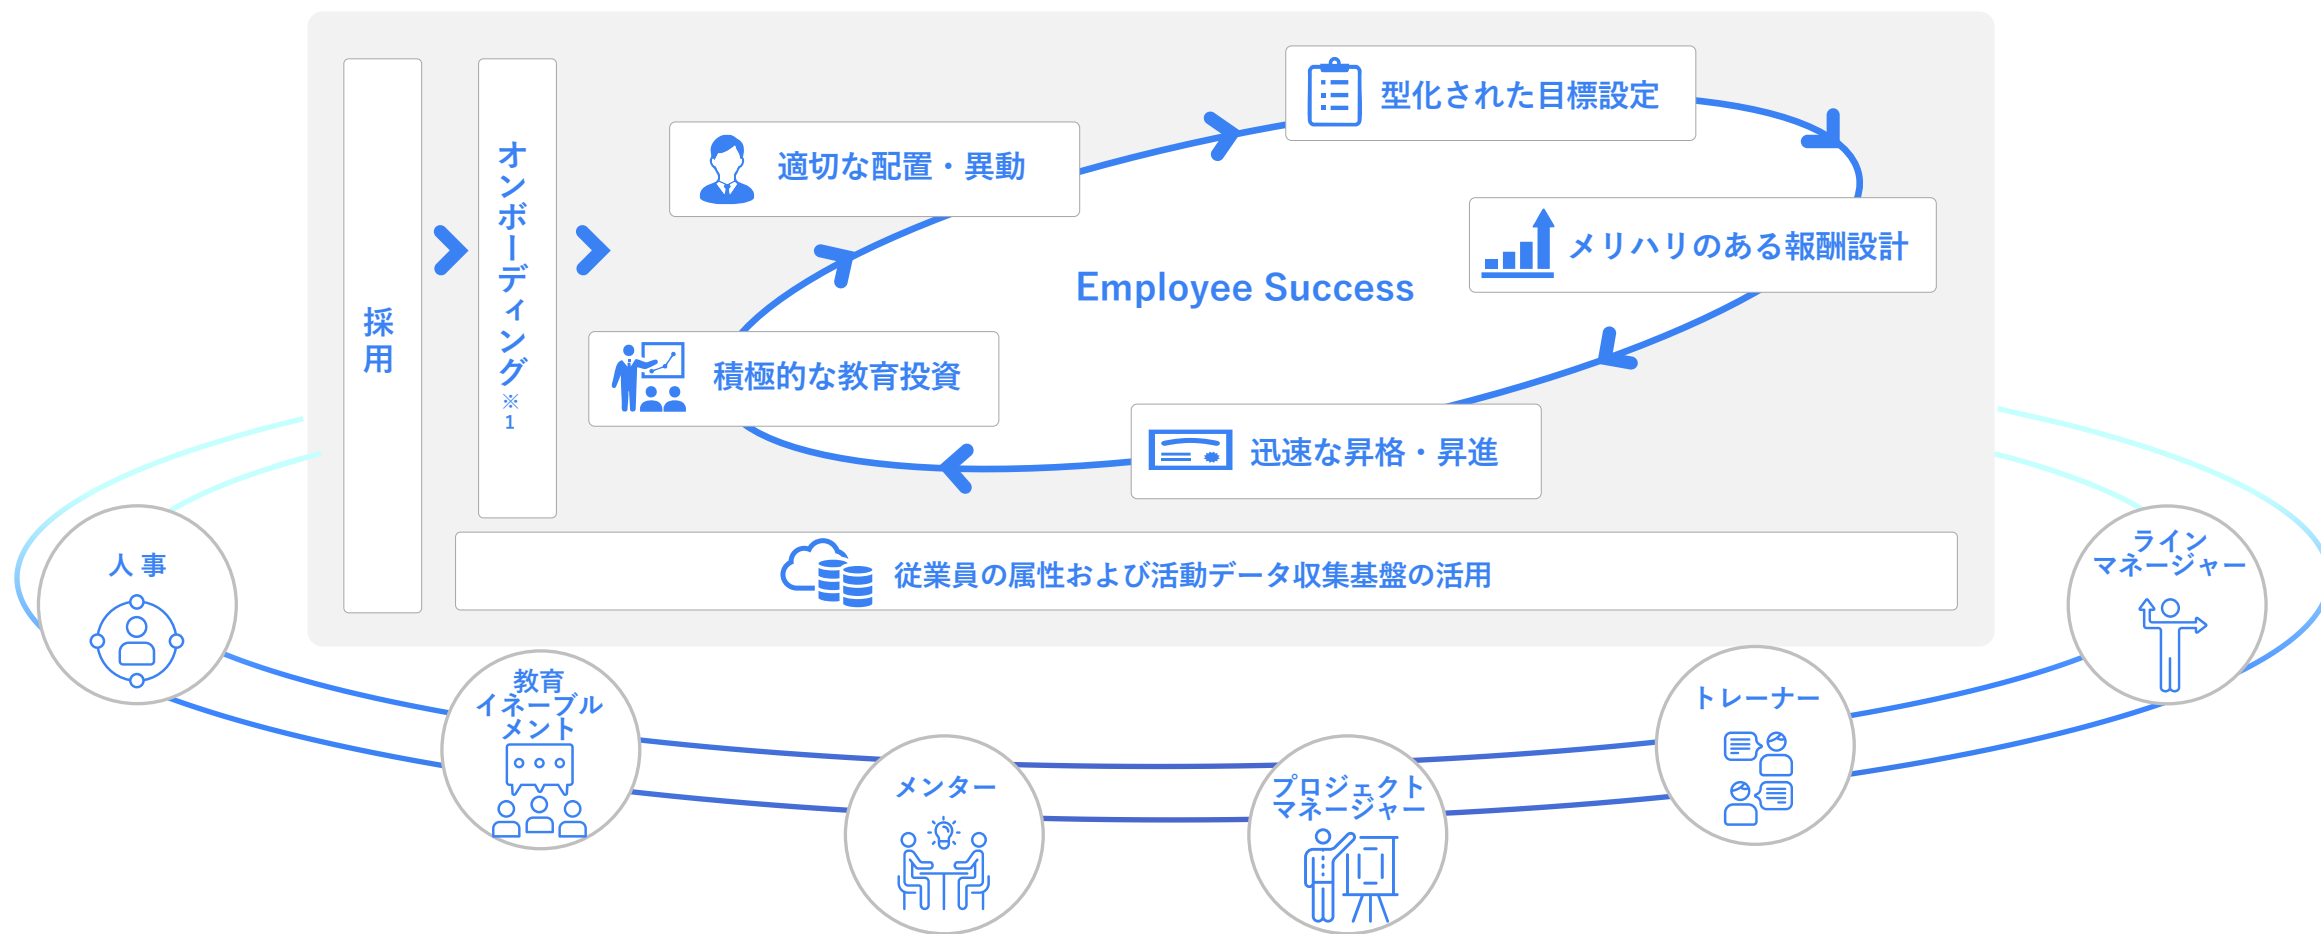 採用
オンボーディング※1
適切な配置・異動
型化された目標設定
メリハリのある報酬設計
Employee Success
積極的な教育投資
迅速な昇格・昇進
従業員の属性および活動データ収集基盤の活用
人事
教育
イネーブル
メント
メンター
プロジェクト
マネージャー
トレーナー
ライン
マネージャー